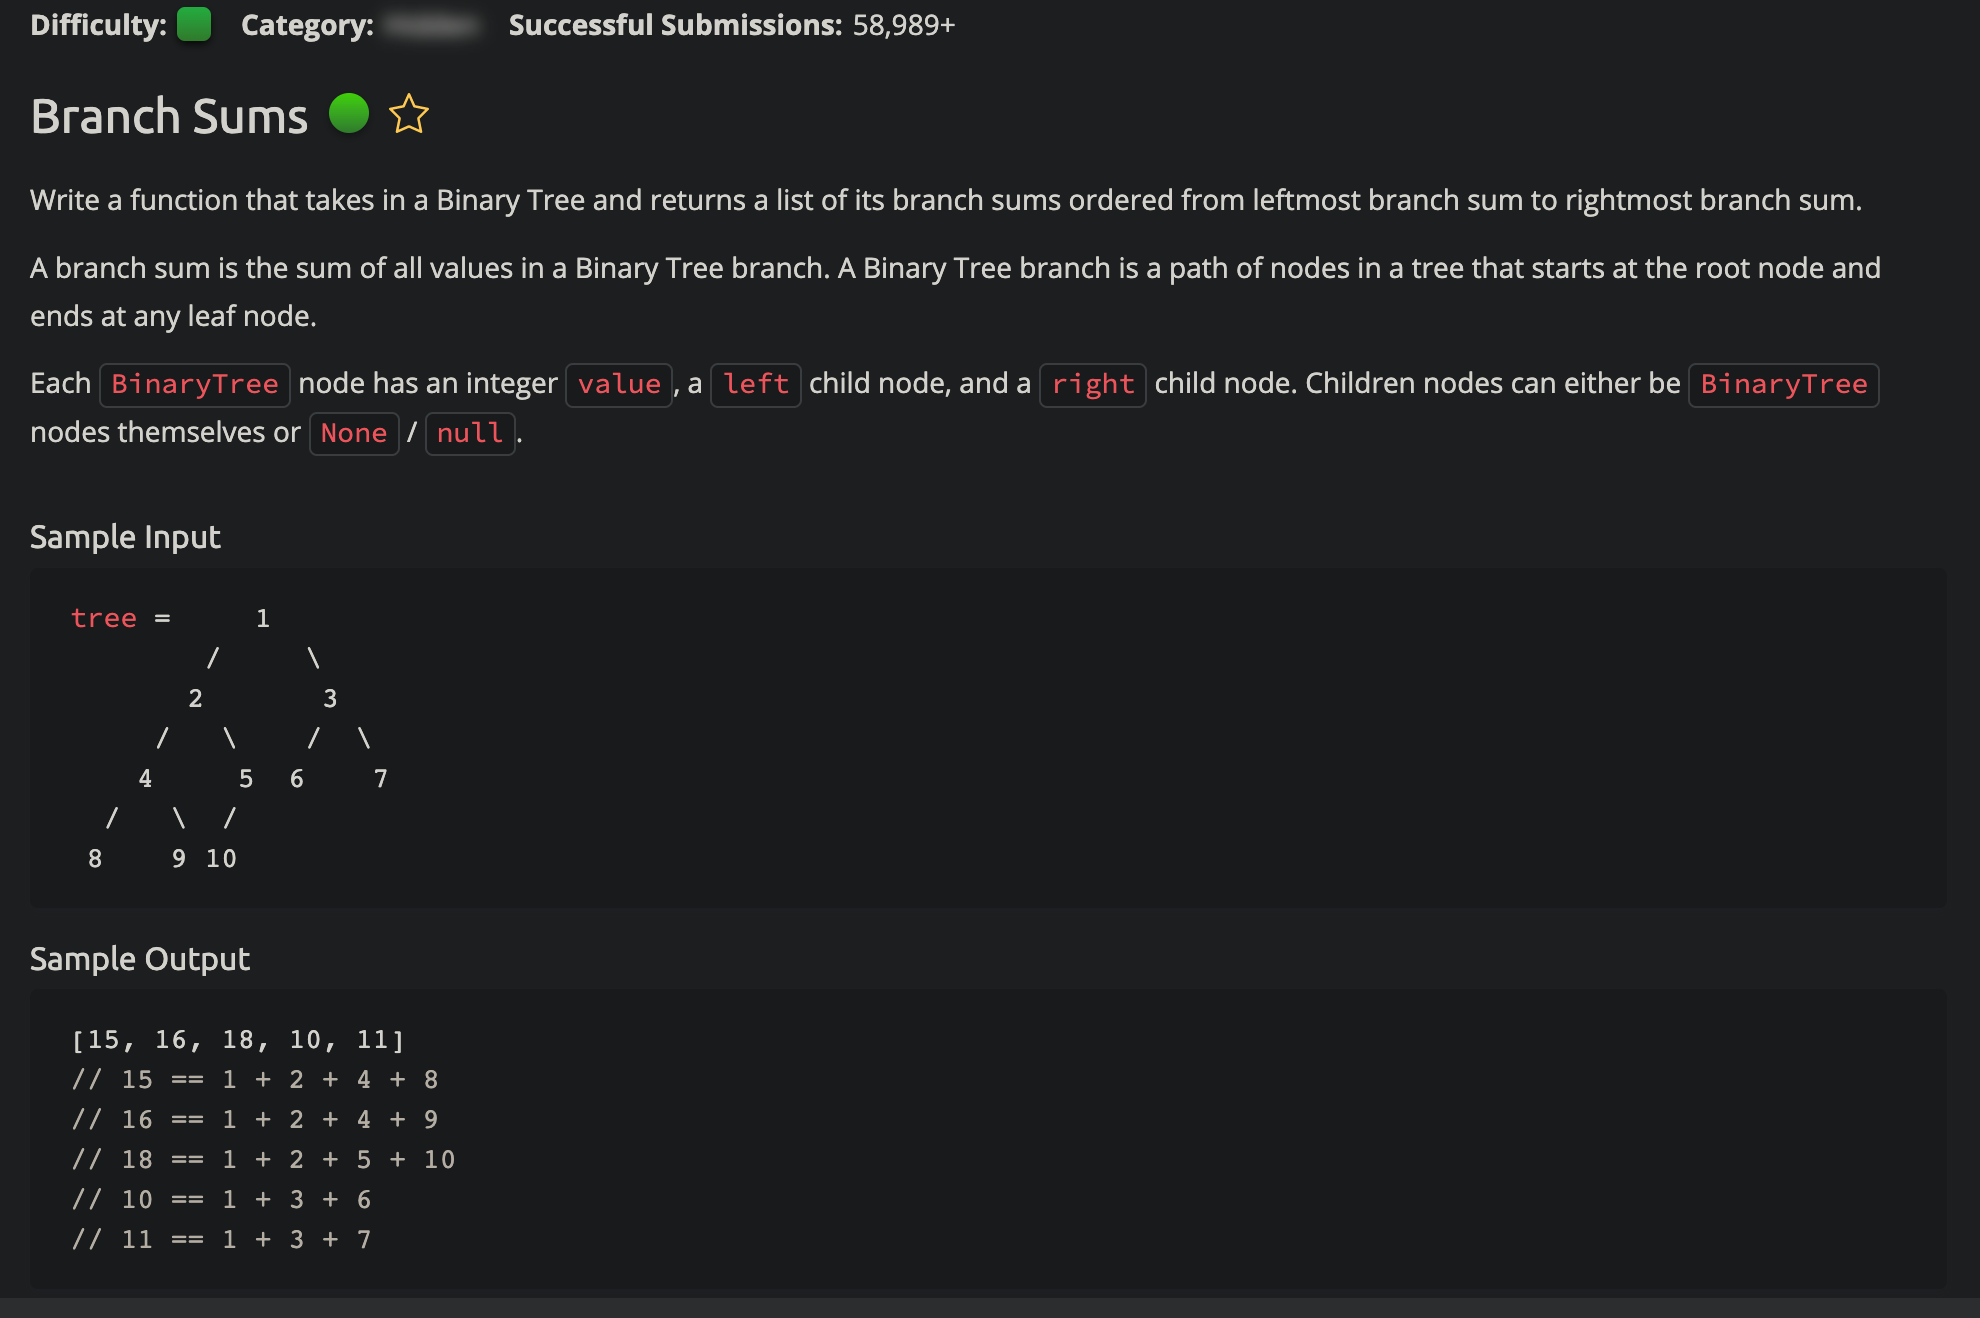 Difficulty: Category: Successful Submissions: 58,989+
Branch Sums
Write a function that takes in a Binary Tree and returns a list of its branch sums ordered from leftmost branch sum to rightmost branch sum.
A branch sum is the sum of all values in a Binary Tree branch. A Binary Tree branch is a path of nodes in a tree that starts at the root node and
ends at any leaf node.
Each BinaryTree node has an integer value, a left child node, and a right child node. Children nodes can either be BinaryTree
nodes themselves or None / null.
Sample Input
tree =     1
        /     \
       2       3
     /   \    /  \
    4     5  6    7
  /   \  /
 8     9 10
Sample Output
[15, 16, 18, 10, 11]
// 15 == 1 + 2 + 4 + 8
// 16 == 1 + 2 + 4 + 9
// 18 == 1 + 2 + 5 + 10
// 10 == 1 + 3 + 6
// 11 == 1 + 3 + 7